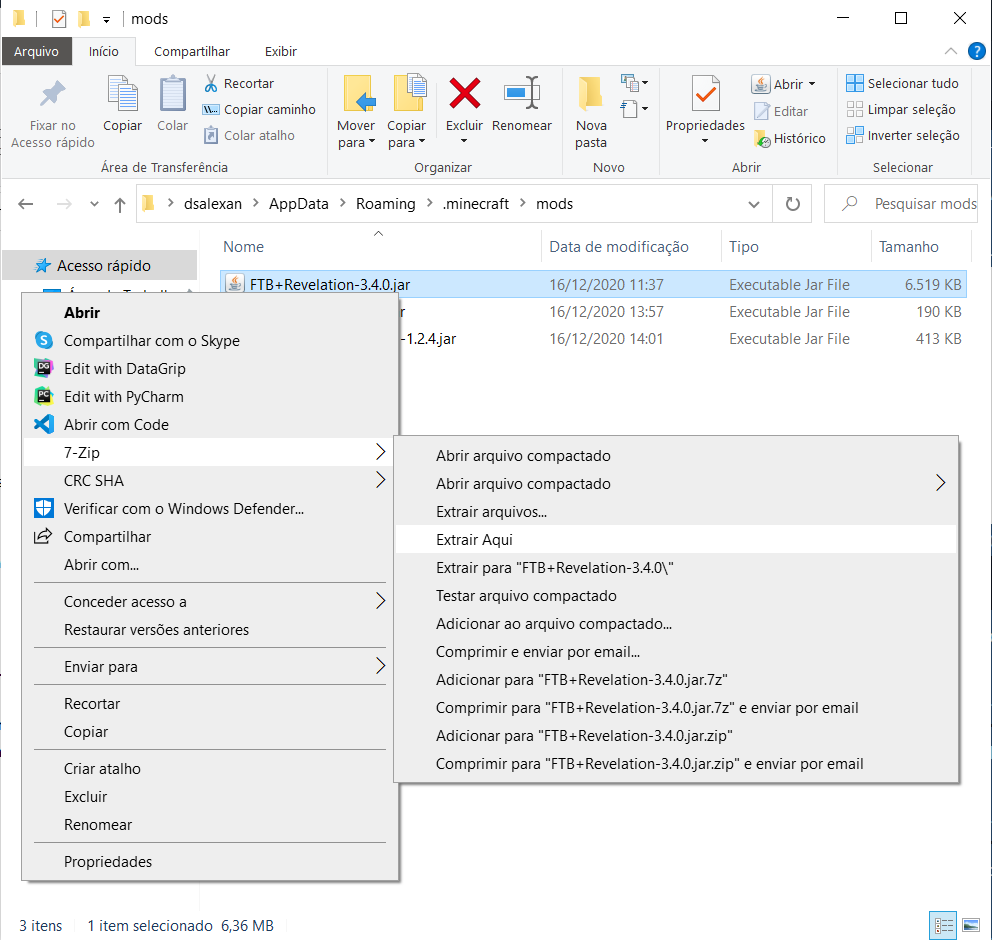 mods
Arquivo
Início
Compartilhar
Exibir
Fixar no
Acesso rápido
Copiar
Colar
Recortar
Copiar caminho
Colar atalho
Área de Transferência
Mover
para
Copiar
para
Excluir
Renomear
Organizar
Nova
pasta
Novo
Propriedades
Abrir
Editar
Histórico
Abrir
Selecionar tudo
Limpar seleção
Inverter seleção
Selecionar
dsalexan
AppData
Roaming
.minecraft
mods
Pesquisar mods
Nome
Data de modificação
Tipo
Tamanho
Acesso rápido
FTB+Revelation-3.4.0.jar 16/12/2020 11:37 Executable Jar File 6.519 KB
r 16/12/2020 13:57 Executable Jar File 190 KB
-1.2.4.jar 16/12/2020 14:01 Executable Jar File 413 KB
Abrir
Compartilhar com o Skype
Edit with DataGrip
Edit with PyCharm
Abrir com Code
7-Zip
CRC SHA
Verificar com o Windows Defender...
Compartilhar
Abrir com...
Conceder acesso a
Restaurar versões anteriores
Enviar para
Recortar
Copiar
Criar atalho
Excluir
Renomear
Propriedades
Abrir arquivo compactado
Abrir arquivo compactado
Extrair arquivos...
Extrair Aqui
Extrair para "FTB+Revelation-3.4.0\"
Testar arquivo compactado
Adicionar ao arquivo compactado...
Comprimir e enviar por email...
Adicionar para "FTB+Revelation-3.4.0.jar.7z"
Comprimir para "FTB+Revelation-3.4.0.jar.7z" e enviar por email
Adicionar para "FTB+Revelation-3.4.0.jar.zip"
Comprimir para "FTB+Revelation-3.4.0.jar.zip" e enviar por email
3 itens
1 item selecionado 6,36 MB